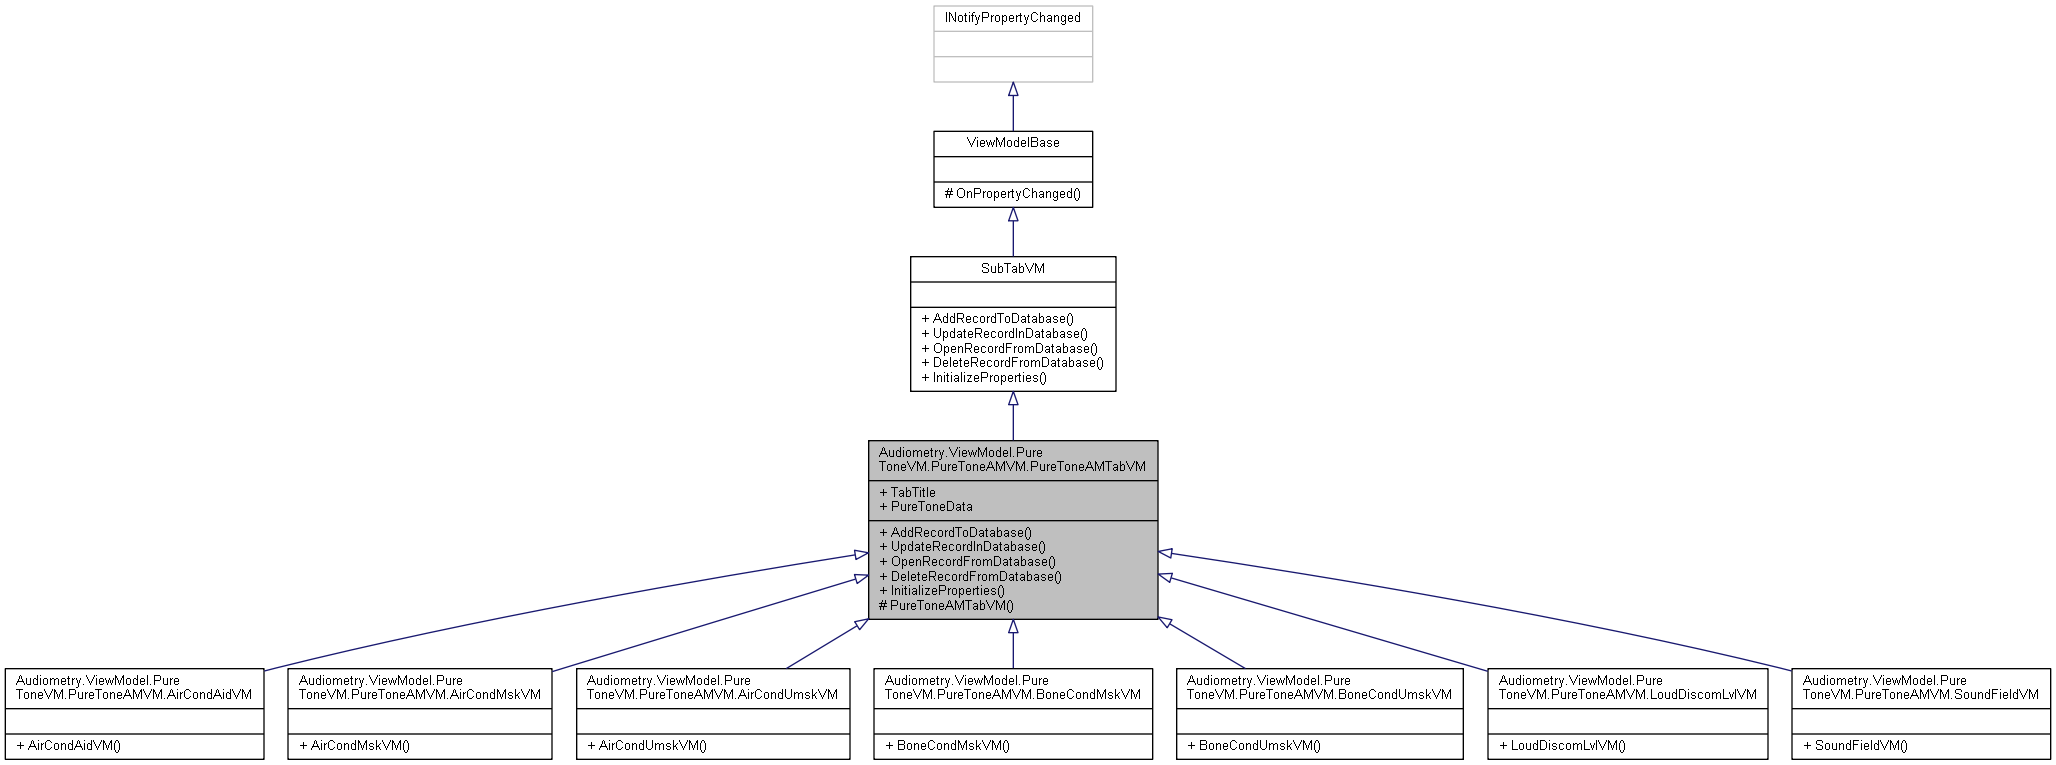 INotifyPropertyChanged
ViewModelBase
# OnPropertyChanged()
SubTabVM
+ AddRecordToDatabase()
+ UpdateRecordInDatabase()
+ OpenRecordFromDatabase()
+ DeleteRecordFromDatabase()
+ InitializeProperties()
Audiometry.ViewModel.Pure
ToneVM.PureToneAMVM.PureToneAMTabVM
+ TabTitle
+ PureToneData
+ AddRecordToDatabase()
+ UpdateRecordInDatabase()
+ OpenRecordFromDatabase()
+ DeleteRecordFromDatabase()
+ InitializeProperties()
# PureToneAMTabVM()
Audiometry.ViewModel.Pure
ToneVM.PureToneAMVM.AirCondAidVM
+ AirCondAidVM()
Audiometry.ViewModel.Pure
ToneVM.PureToneAMVM.AirCondMskVM
+ AirCondMskVM()
Audiometry.ViewModel.Pure
ToneVM.PureToneAMVM.AirCondUmskVM
+ AirCondUmskVM()
Audiometry.ViewModel.Pure
ToneVM.PureToneAMVM.BoneCondMskVM
+ BoneCondMskVM()
Audiometry.ViewModel.Pure
ToneVM.PureToneAMVM.BoneCondUmskVM
+ BoneCondUmskVM()
Audiometry.ViewModel.Pure
ToneVM.PureToneAMVM.LoudDiscomLvlVM
+ LoudDiscomLvlVM()
Audiometry.ViewModel.Pure
ToneVM.PureToneAMVM.SoundFieldVM
+ SoundFieldVM()